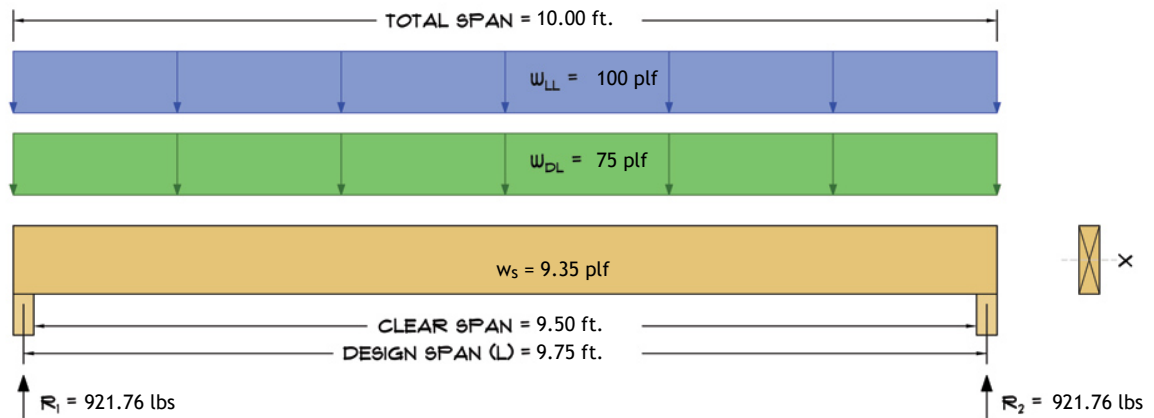 TOTAL SPAN = 10.00 ft.
WLL = 100 plf
WDL = 75 plf
ws = 9.35 plf
X
CLEAR SPAN = 9.50 ft.
DESIGN SPAN (L) = 9.75 ft.
R1 = 921.76 lbs
R2 = 921.76 lbs